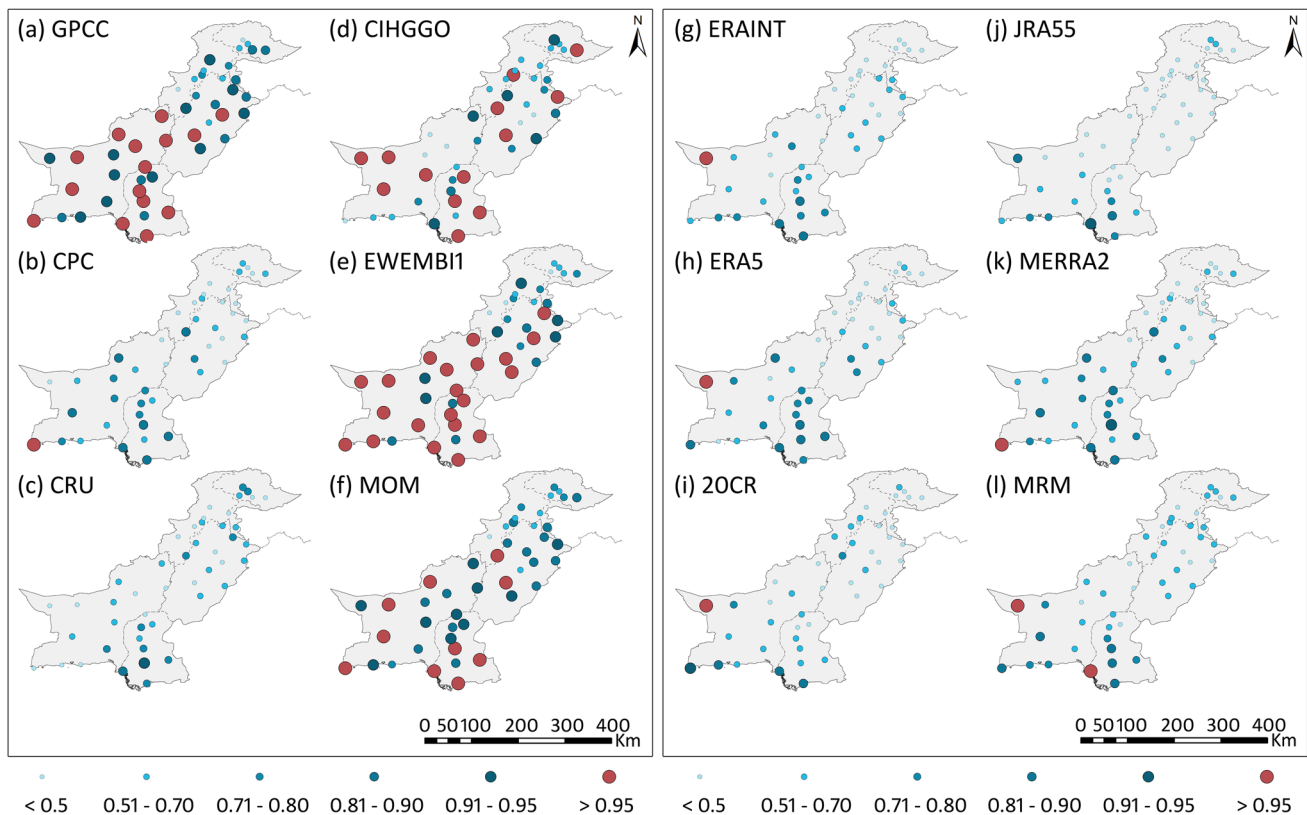 (a) GPCC
(d) CIHGGO
N
(b) CPC
(e) EWEMBI1
(c) CRU
(f) MOM
0 50 100 200 300 400
Km
(g) ERAINT
(j) JRA55
N
(h) ERA5
(k) MERRA2
(i) 20CR
(l) MRM
0 50 100 200 300 400
Km
< 0.5 0.51 - 0.70 0.71 - 0.80 0.81 - 0.90 0.91 - 0.95 > 0.95
< 0.5 0.51 - 0.70 0.71 - 0.80 0.81 - 0.90 0.91 - 0.95 > 0.95